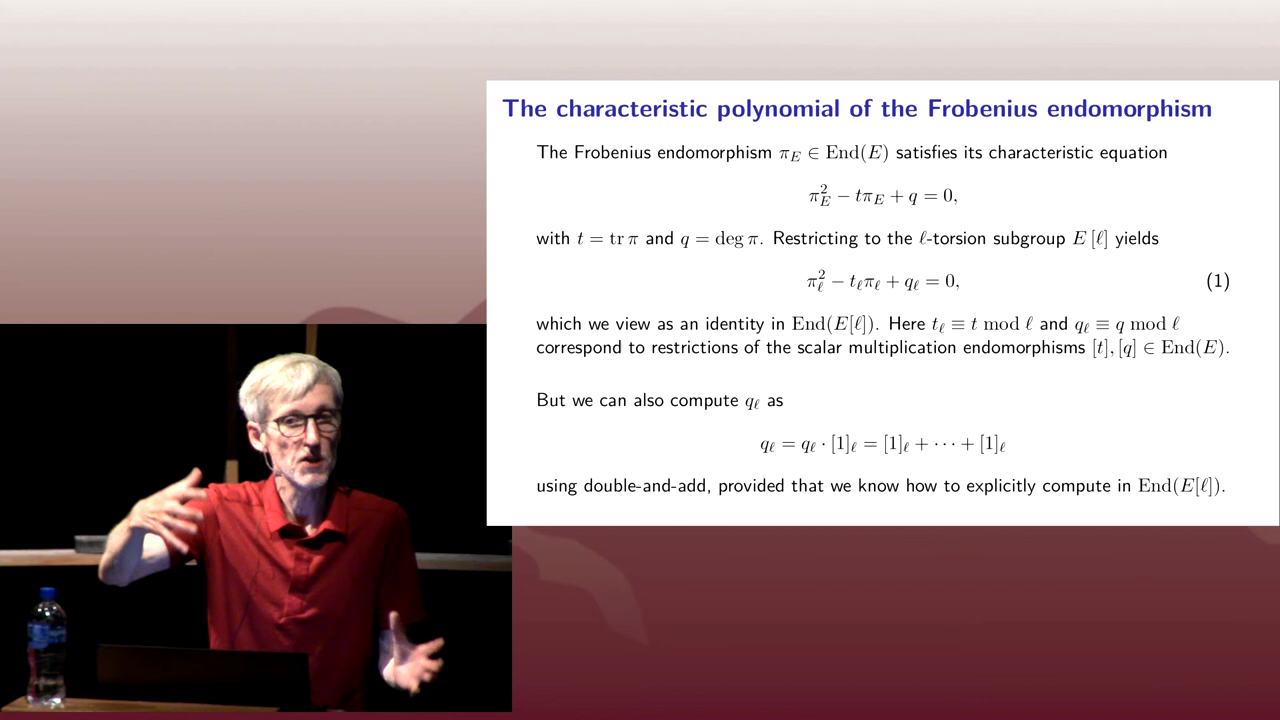 The characteristic polynomial of the Frobenius endomorphism
The Frobenius endomorphism π_E ∈ End(E) satisfies its characteristic equation
π_E^2 − tπ_E + q = 0,
with t = tr π and q = deg π. Restricting to the ℓ-torsion subgroup E [ℓ] yields
π_ℓ^2 − t_ℓπ_ℓ + q_ℓ = 0, (1)
which we view as an identity in End(E[ℓ]). Here t_ℓ ≡ t mod ℓ and q_ℓ ≡ q mod ℓ
correspond to restrictions of the scalar multiplication endomorphisms [t], [q] ∈ End(E).
But we can also compute q_ℓ as
q_ℓ = q_ℓ · [1]_ℓ = [1]_ℓ + · · · + [1]_ℓ
using double-and-add, provided that we know how to explicitly compute in End(E[ℓ]).